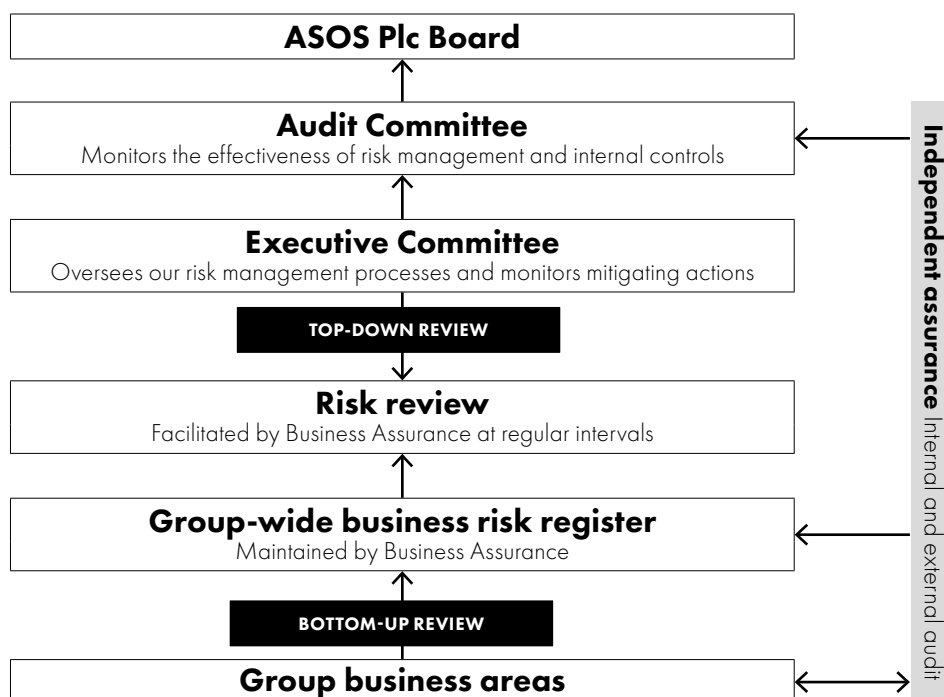 ASOS Plc Board
Audit Committee
Monitors the effectiveness of risk management and internal controls
Executive Committee
Oversees our risk management processes and monitors mitigating actions
TOP-DOWN REVIEW
Risk review
Facilitated by Business Assurance at regular intervals
Group-wide business risk register
Maintained by Business Assurance
BOTTOM-UP REVIEW
Group business areas
Independent assurance Internal and external audit